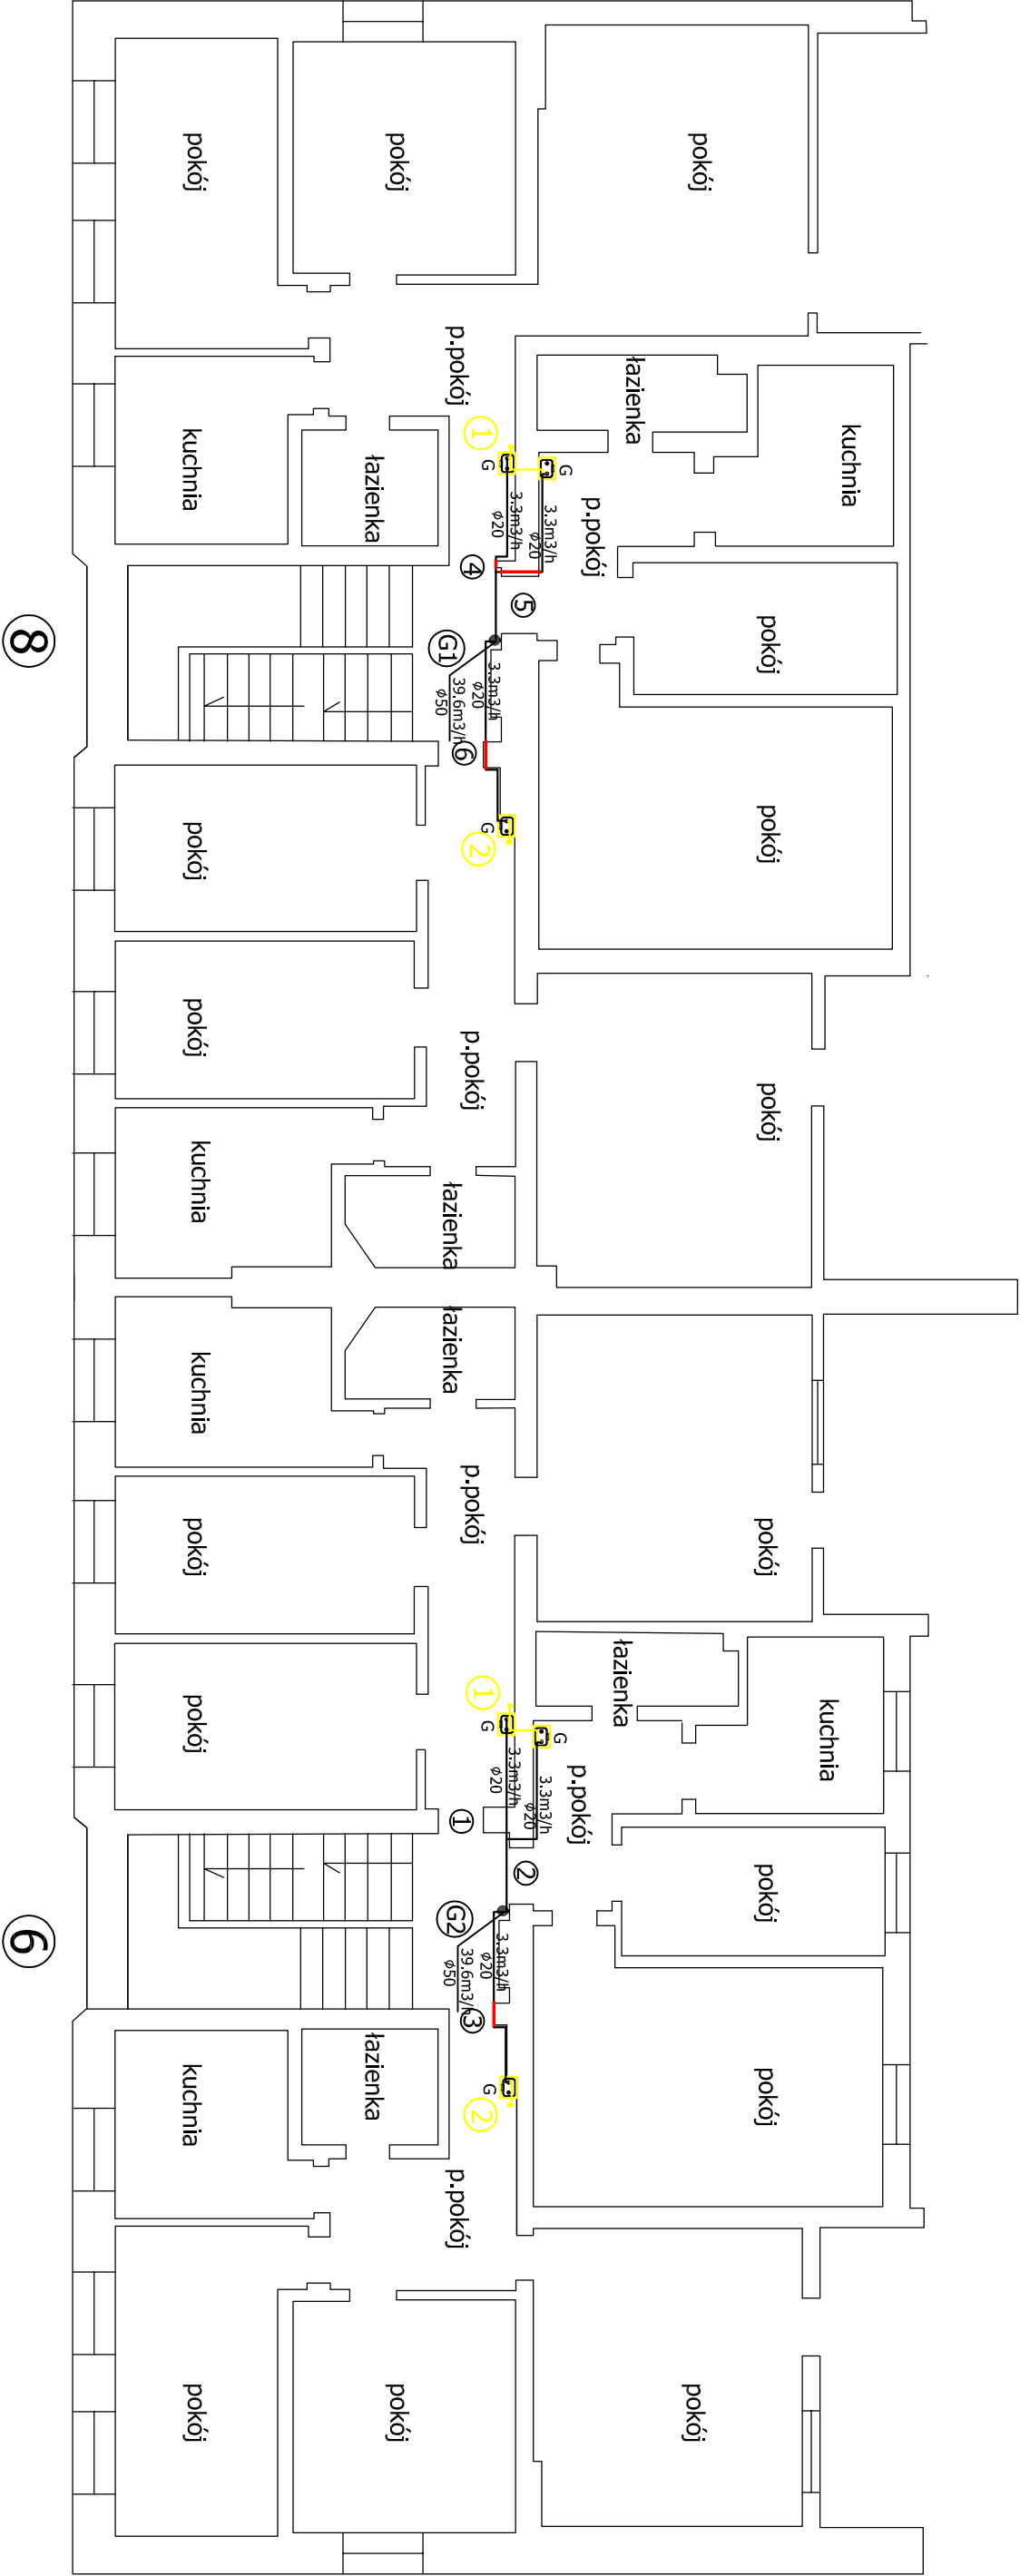 pokój
pokój
pokój
p.pokój
łazienka
kuchnia
kuchnia
łazienka
1
G
G
3.3m3/h
φ20
3.3m3/h
φ20
p.pokój
4
5
pokój
8
G1
3.3m3/h
φ20
39.6m3/h
φ50
6
G
2
pokój
pokój
pokój
p.pokój
pokój
kuchnia
łazienka
łazienka
kuchnia
p.pokój
pokój
pokój
pokój
łazienka
kuchnia
1
G
G
3.3m3/h
φ20
3.3m3/h
φ20
p.pokój
1
2
pokój
6
G2
3.3m3/h
φ20
39.6m3/h
φ50
3
G
2
pokój
kuchnia
łazienka
p.pokój
pokój
pokój
pokój